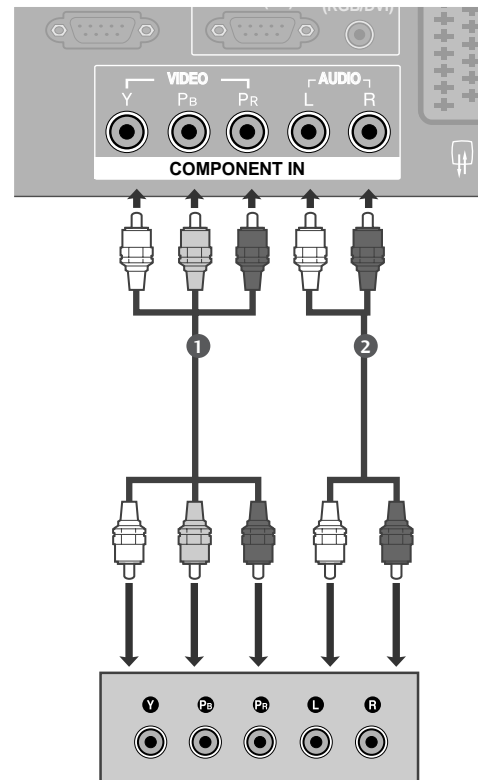 (RGB/DVI)
VIDEO AUDIO
Y PB PR L R
COMPONENT IN
1 2
Y PB PR L R